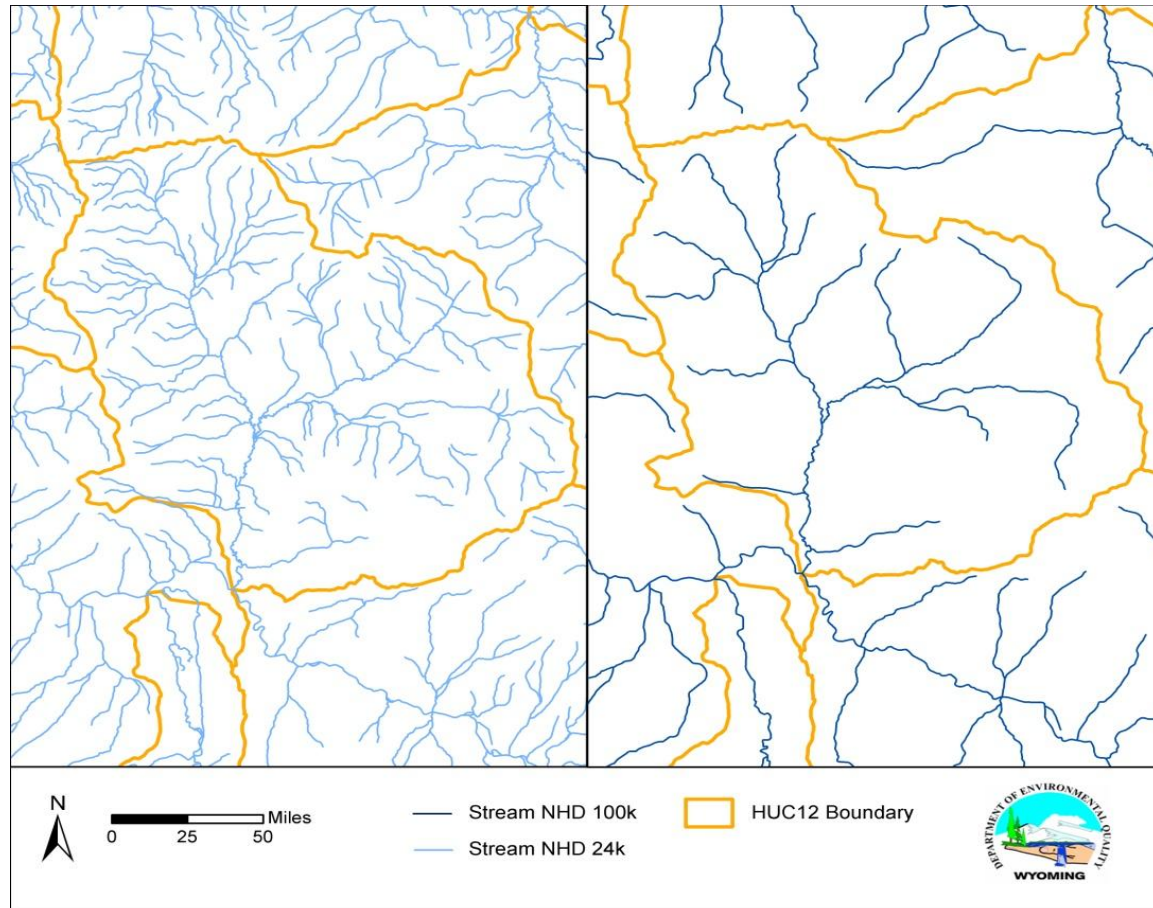 N
Miles
0 25 50
Stream NHD 100k
Stream NHD 24k
HUC12 Boundary
DEPARTMENT OF ENVIRONMENTAL QUALITY
WYOMING